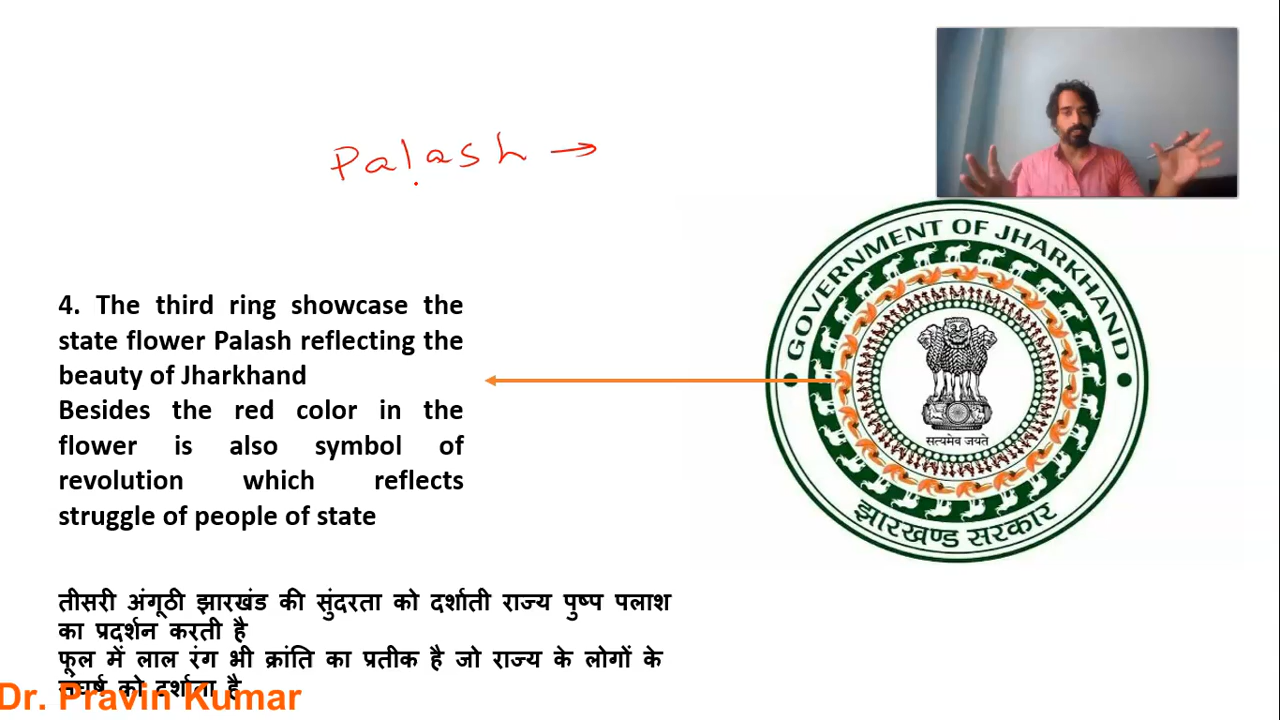 Palash →
GOVERNMENT OF JHARKHAND
सत्यमेव जयते
झारखण्ड सरकार
4. The third ring showcase the
state flower Palash reflecting the
beauty of Jharkhand
Besides the red color in the
flower is also symbol of
revolution which reflects
struggle of people of state
तीसरी अंगूठी झारखंड की सुंदरता को दर्शाती राज्य पुष्प पलाश
का प्रदर्शन करती है
फूल में लाल रंग भी क्रांति का प्रतीक है जो राज्य के लोगों के
संघर्ष को दर्शाता है
Dr. Pravin Kumar